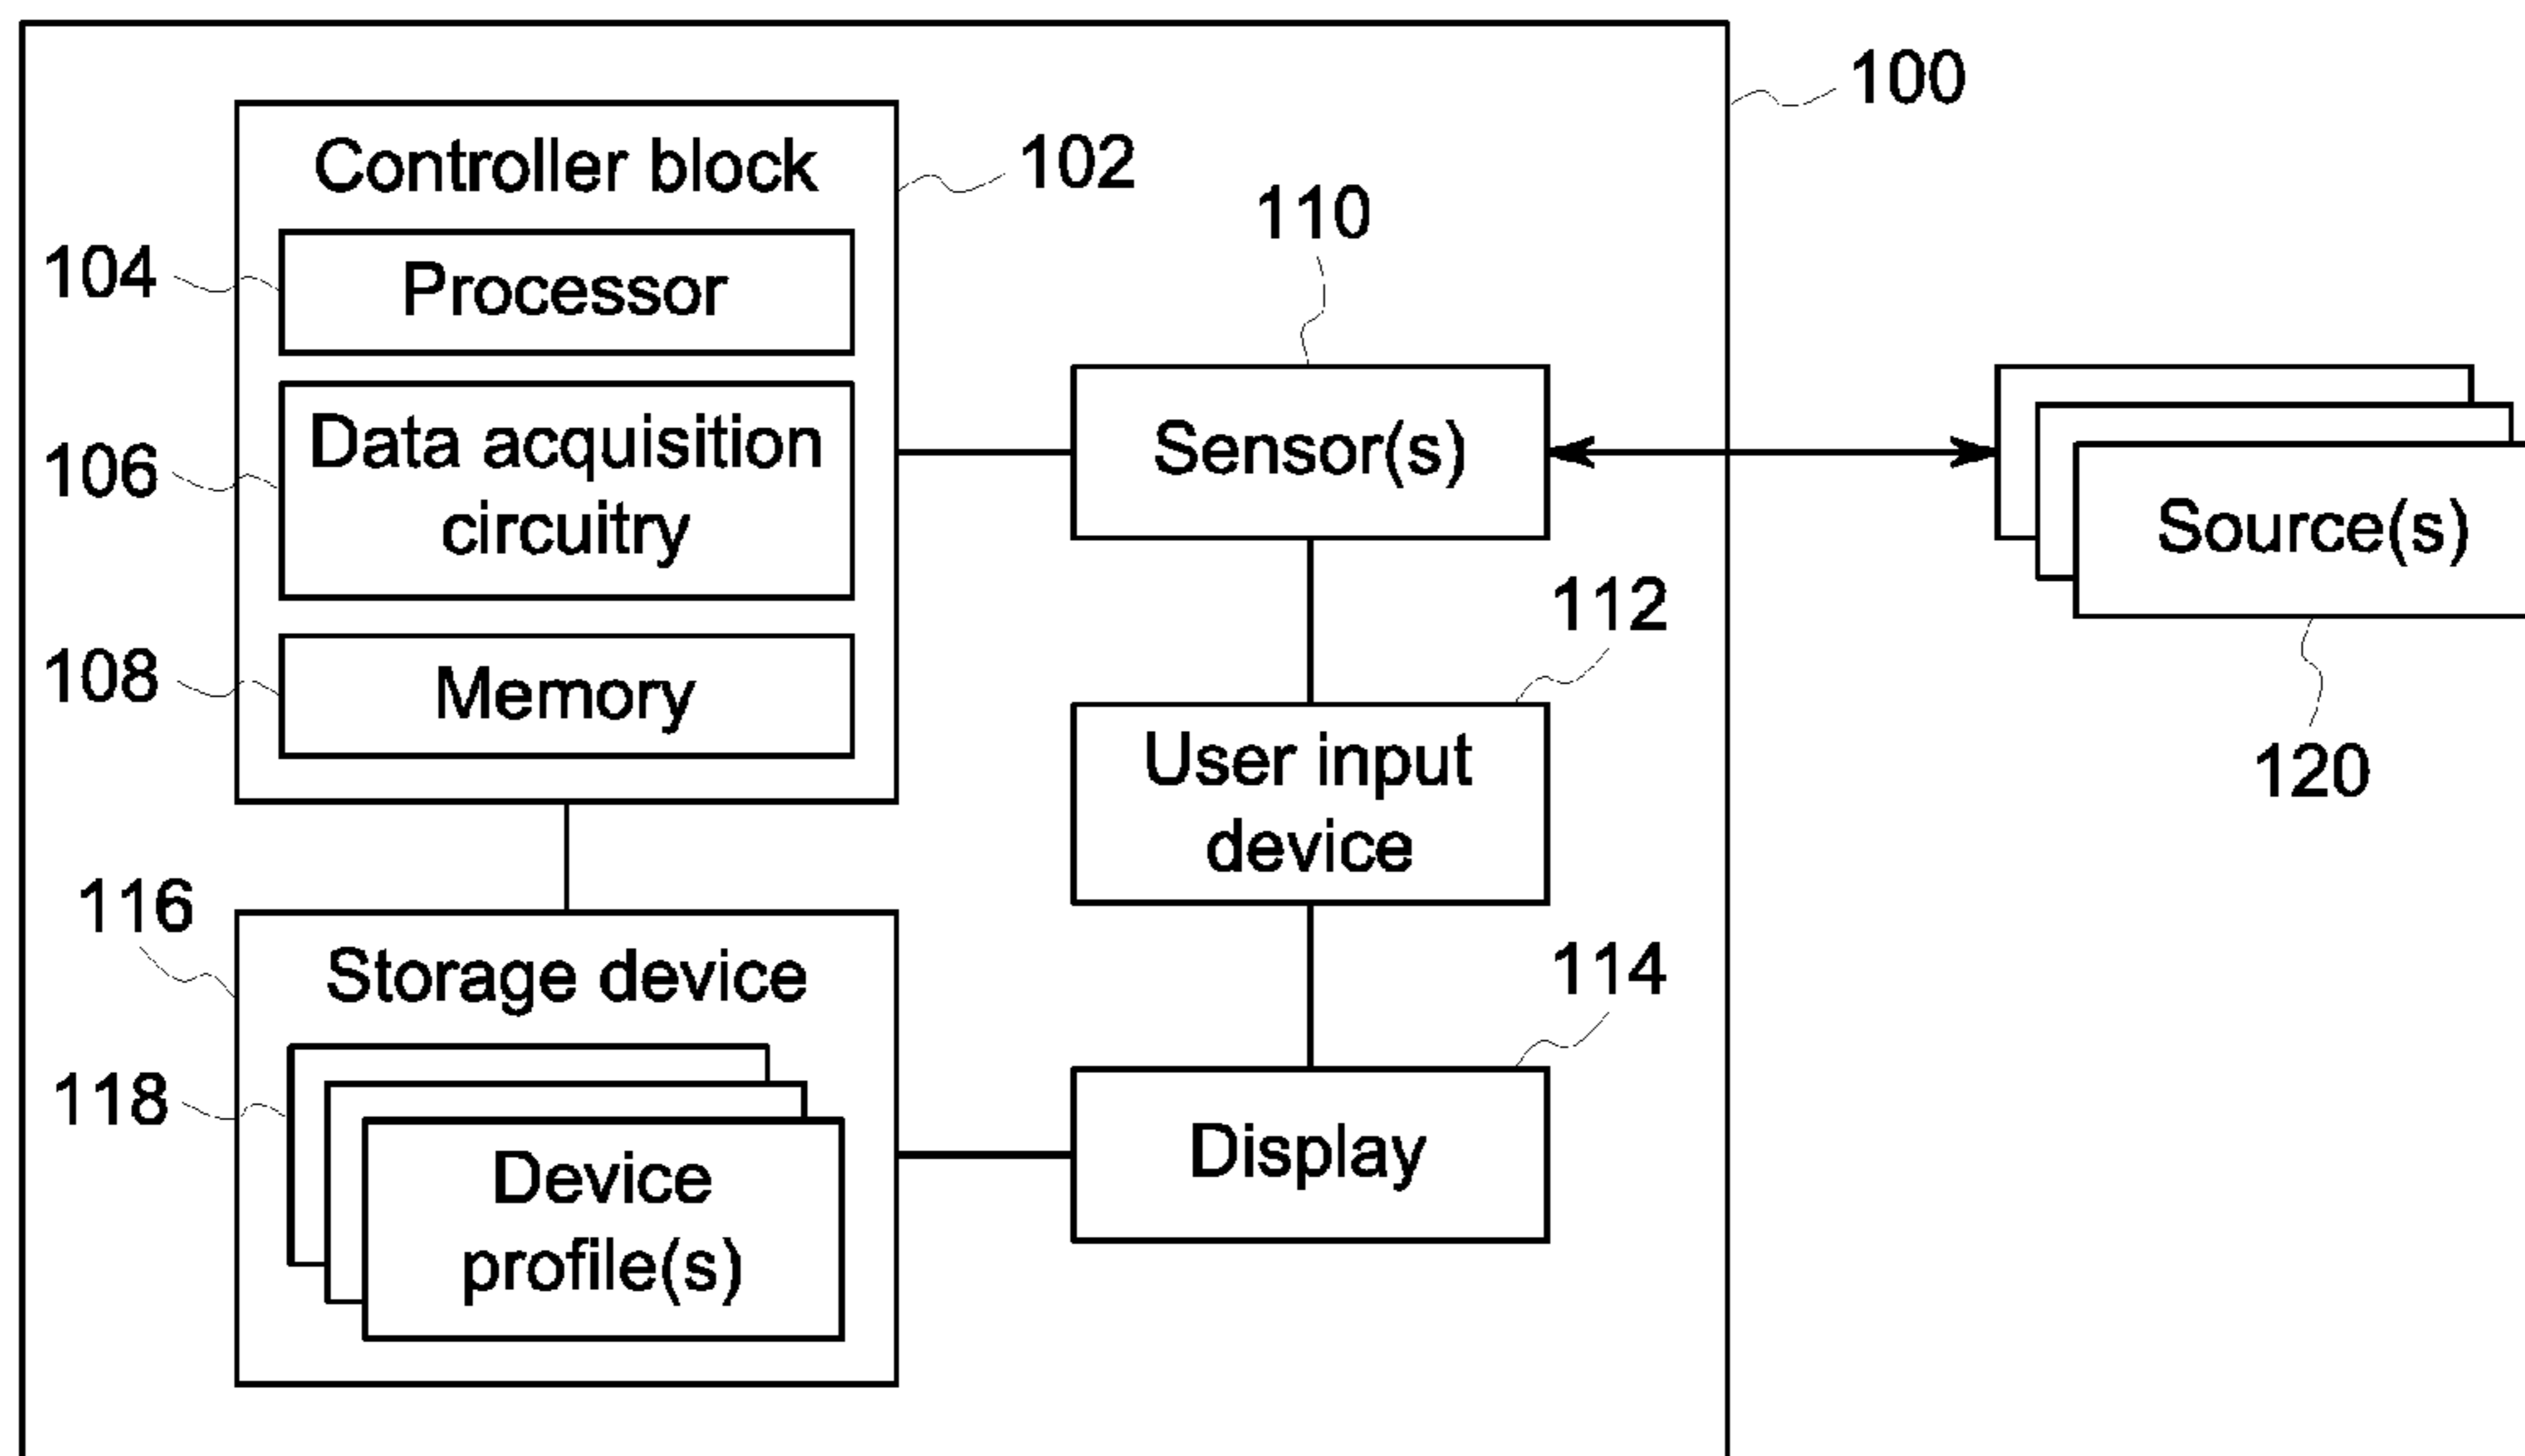 100
Controller block
102
110
104
Processor
Data acquisition
circuitry
106
Sensor(s)
Source(s)
112
108
Memory
User input
device
120
116
Storage device
114
118
Device
profile(s)
Display